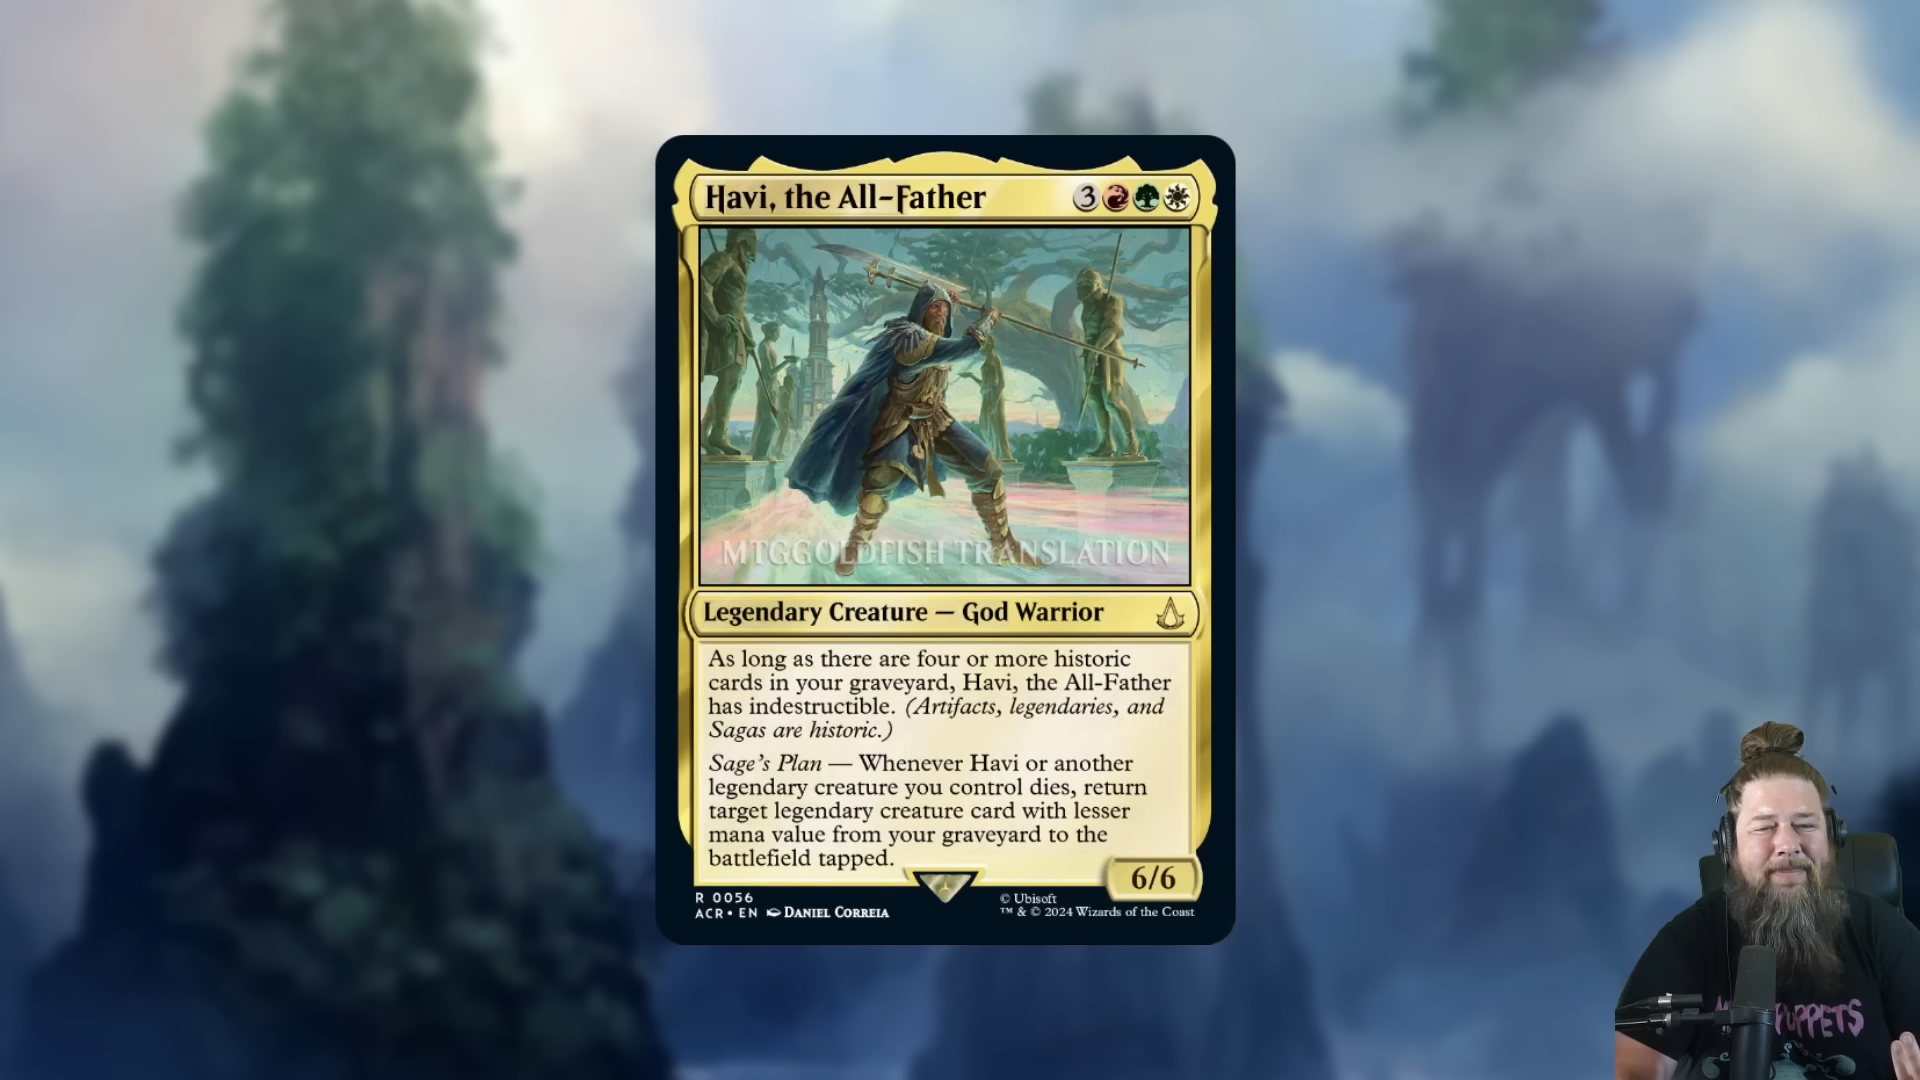 Havi, the All-Father 3
MTGGOLDFISH TRANSLATION
Legendary Creature — God Warrior
As long as there are four or more historic
cards in your graveyard, Havi, the All-Father
has indestructible. (Artifacts, legendaries, and
Sagas are historic.)
Sage's Plan — Whenever Havi or another
legendary creature you control dies, return
target legendary creature card with lesser
mana value from your graveyard to the
battlefield tapped.
6/6
R 0056
ACR • EN DANIEL CORREIA
© Ubisoft
™ & © 2024 Wizards of the Coast
PUPPETS